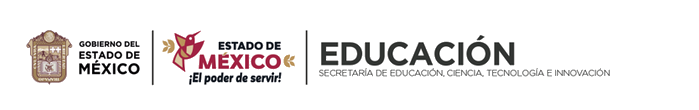 GOBIERNO DEL
ESTADO DE
MÉXICO
ESTADO DE
MÉXICO
¡El poder de servir!
EDUCACIÓN
SECRETARÍA DE EDUCACIÓN, CIENCIA, TECNOLOGÍA E INNOVACIÓN